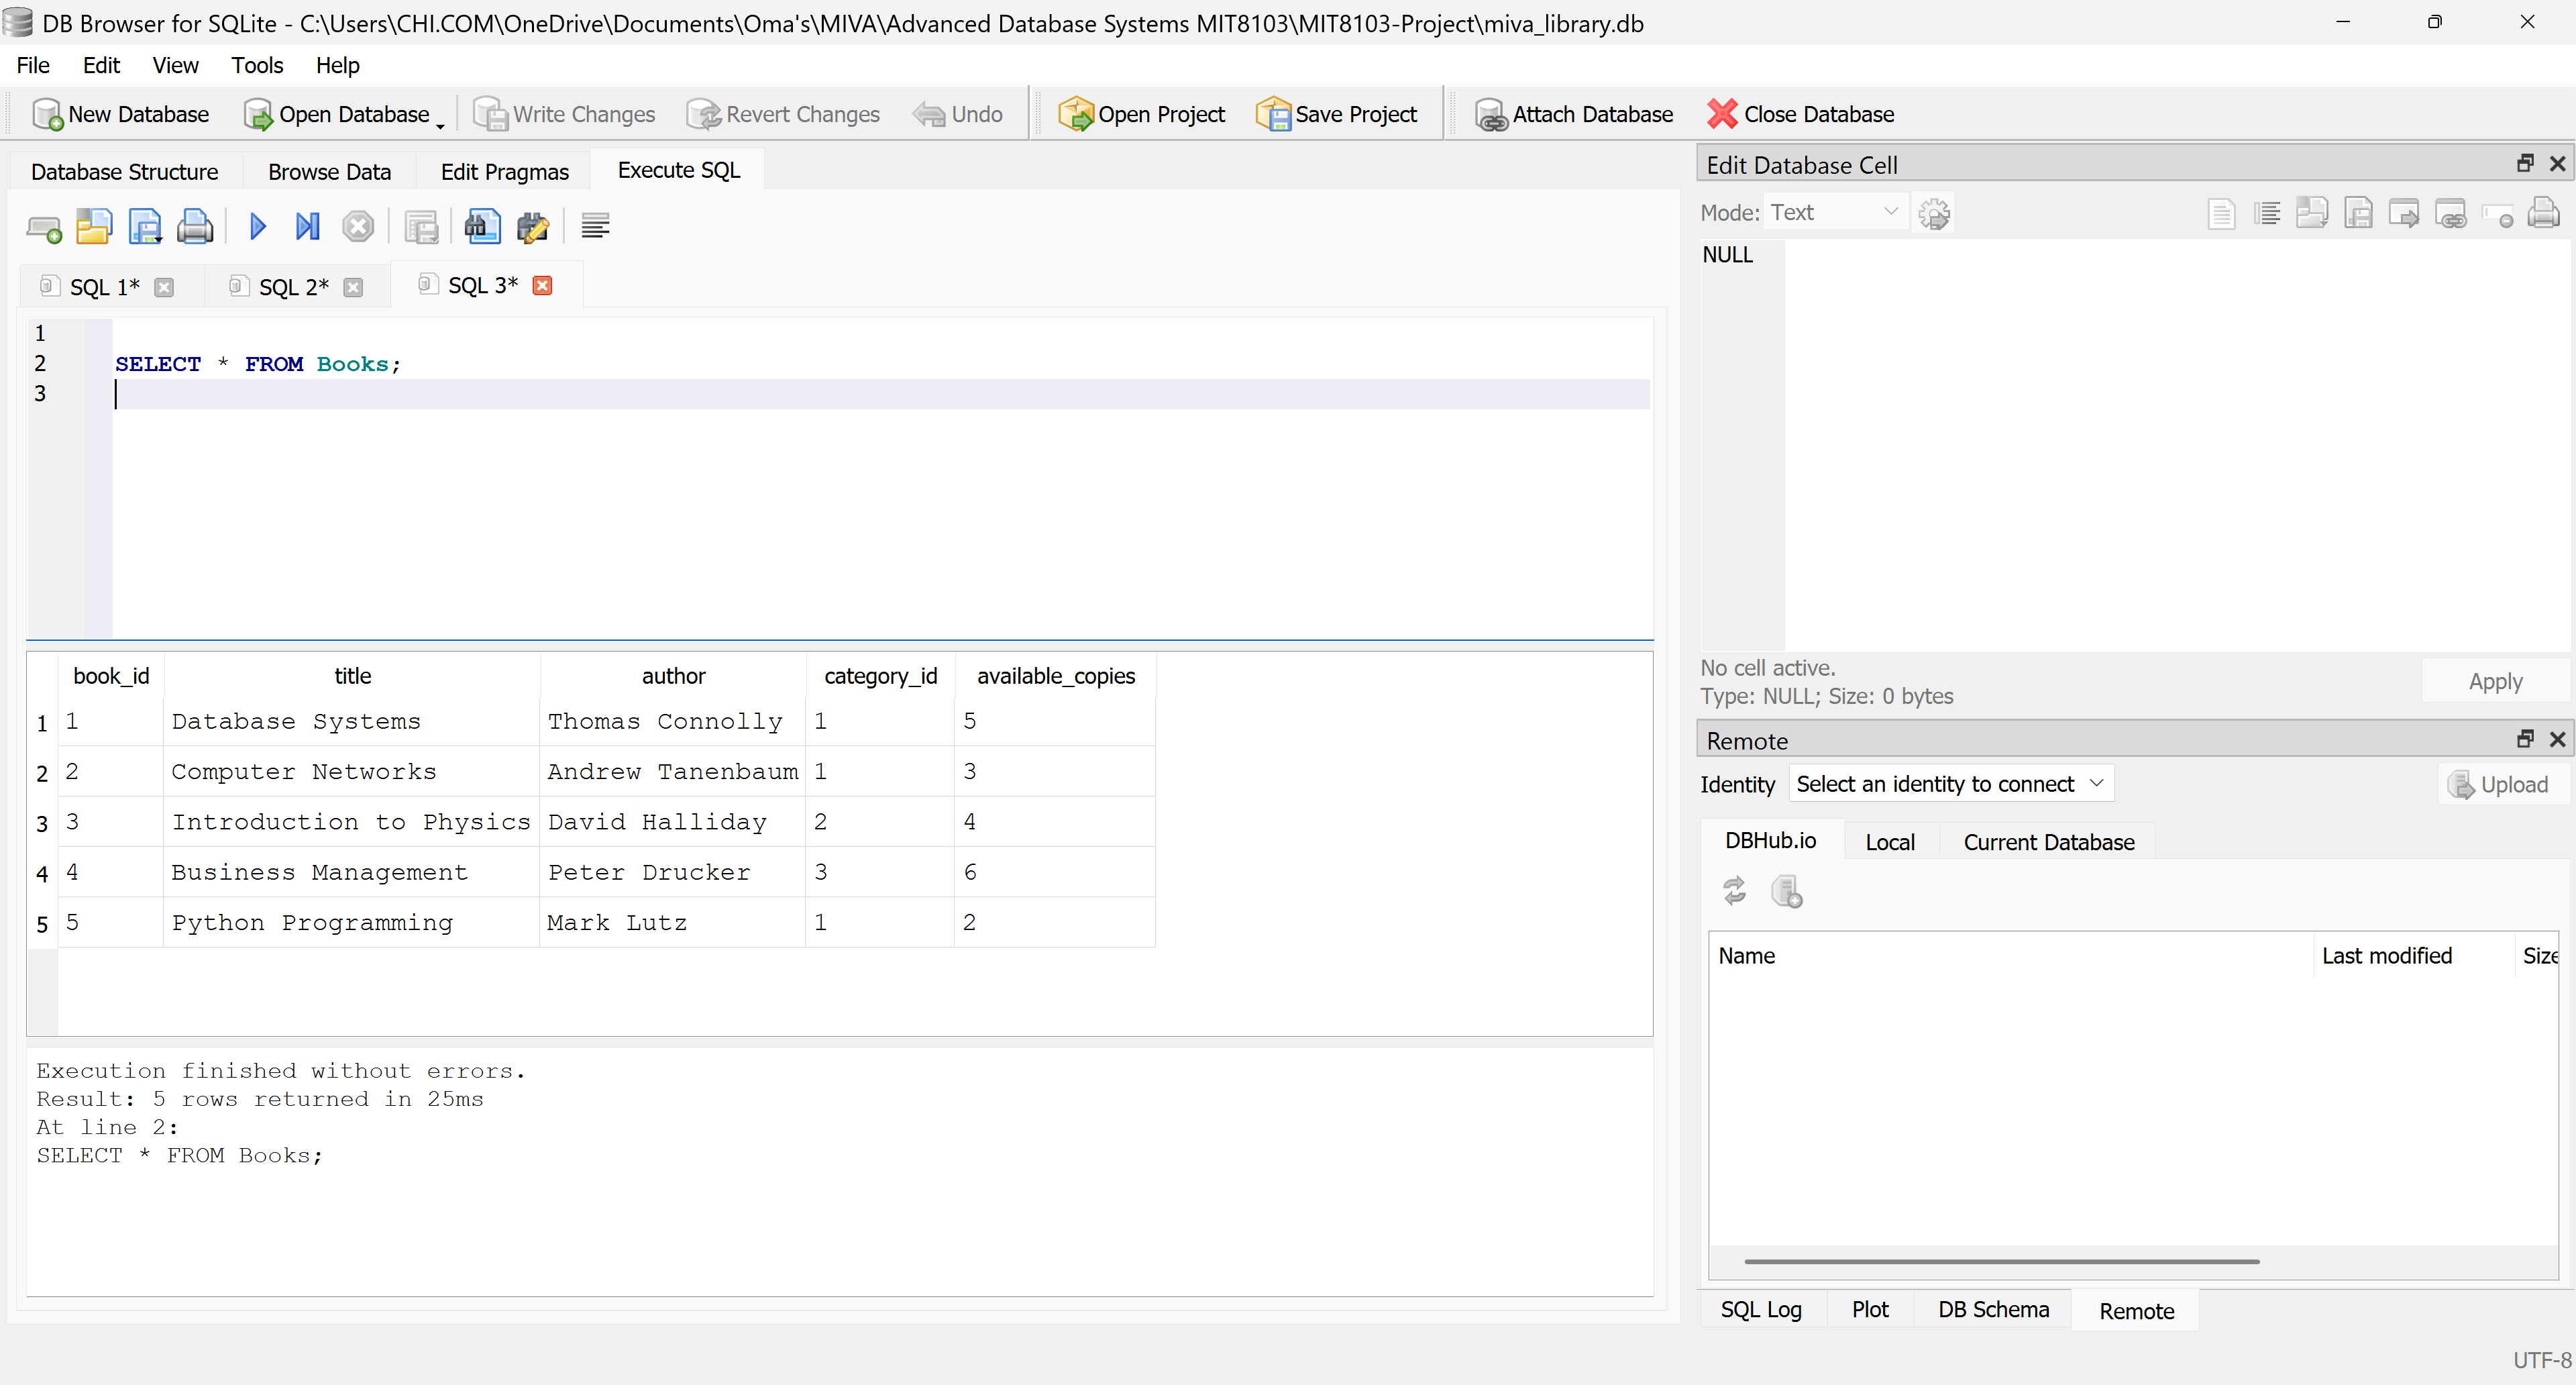 DB Browser for SQLite - C:\Users\CHI.COM\OneDrive\Documents\Oma's\MIVA\Advanced Database Systems MIT8103\MIT8103-Project\miva_library.db
File Edit View Tools Help
New Database Open Database Write Changes Revert Changes Undo Open Project Save Project Attach Database Close Database
Database Structure Browse Data Edit Pragmas Execute SQL
SQL 1* SQL 2* SQL 3*
1
2 SELECT * FROM Books;
3
book_id title author category_id available_copies
1 1 Database Systems Thomas Connolly 1 5
2 2 Computer Networks Andrew Tanenbaum 1 3
3 3 Introduction to Physics David Halliday 2 4
4 4 Business Management Peter Drucker 3 6
5 5 Python Programming Mark Lutz 1 2
Execution finished without errors.
Result: 5 rows returned in 25ms
At line 2:
SELECT * FROM Books;
Edit Database Cell
Mode: Text
NULL
No cell active.
Type: NULL; Size: 0 bytes
Apply
Remote
Identity Select an identity to connect Upload
DBHub.io Local Current Database
Name Last modified Size
SQL Log Plot DB Schema Remote
UTF-8